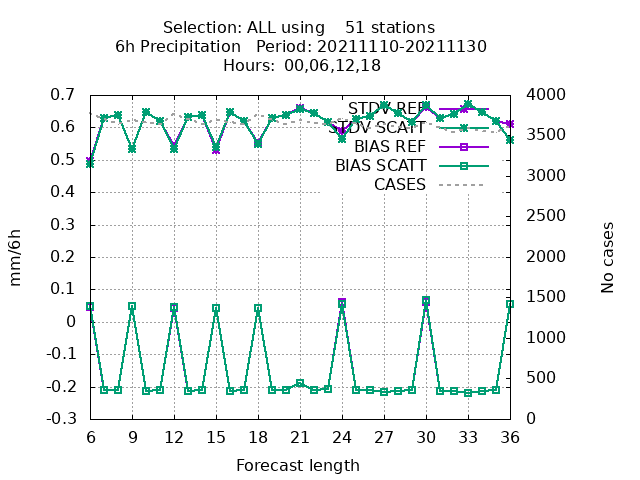 Selection: ALL using    51 stations
6h Precipitation   Period: 20211110-20211130
Hours: 00,06,12,18
STDV REF
STDV SCATT
BIAS REF
BIAS SCATT
CASES
mm/6h
0.7
0.6
0.5
0.4
0.3
0.2
0.1
0
-0.1
-0.2
-0.3
4000
3500
3000
2500
2000
1500
1000
500
0
No cases
6 9 12 15 18 21 24 27 30 33 36
Forecast length